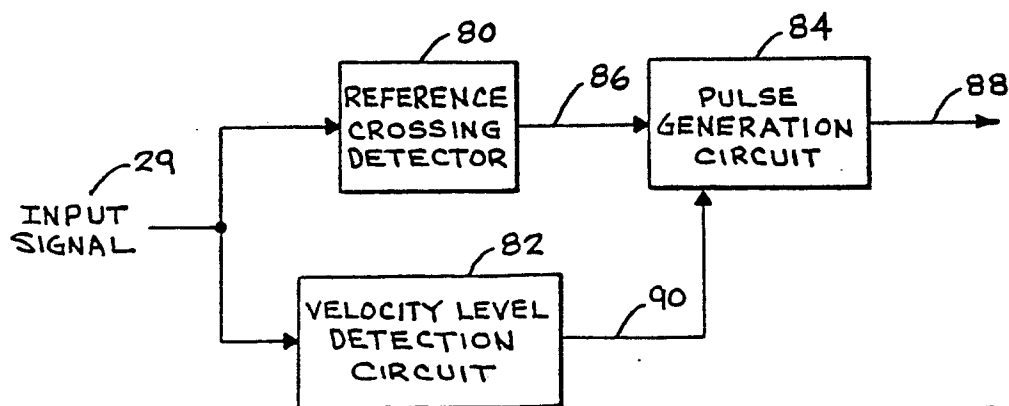 80
84
REFERENCE
CROSSING
DETECTOR
86
PULSE
GENERATION
CIRCUIT
88
29
INPUT
SIGNAL
82
VELOCITY LEVEL
DETECTION
CIRCUIT
90